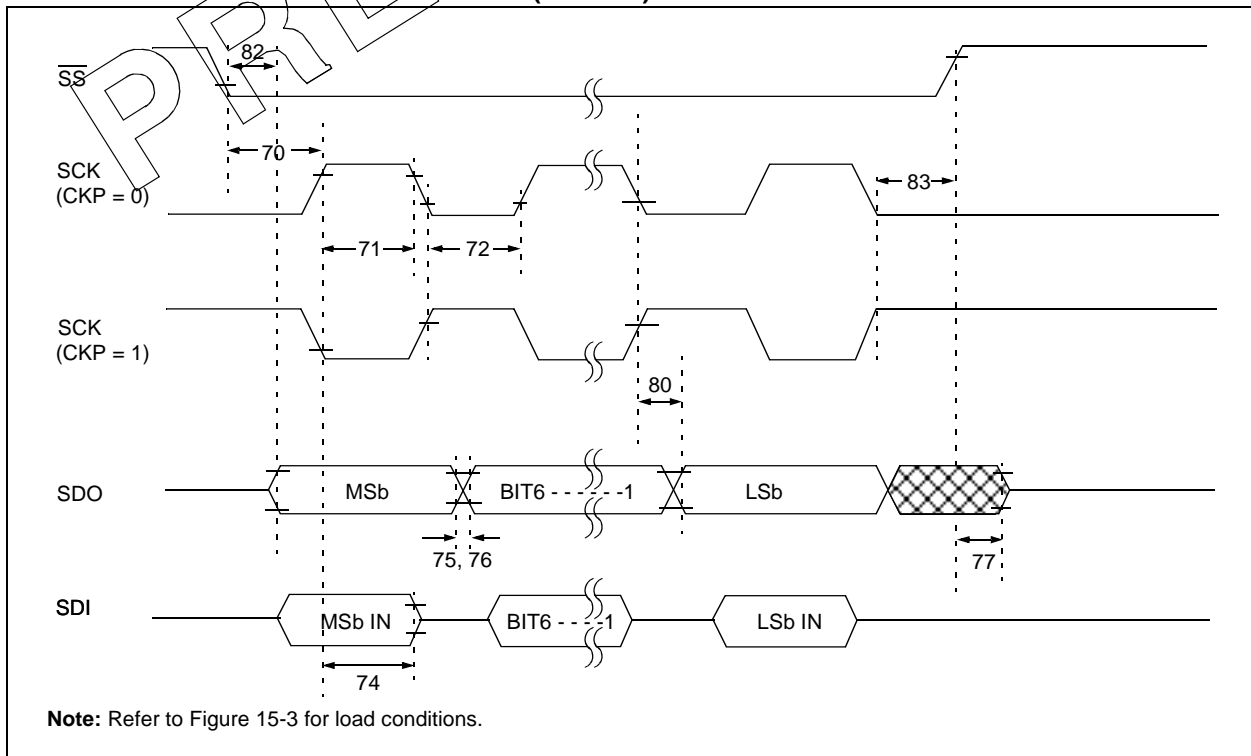 82
SS
70
SCK
(CKP = 0)
83
71
72
SCK
(CKP = 1)
80
SDO
MSb
BIT6 - - - - - -1
LSb
75, 76
77
SDI
MSb IN
BIT6 - - - -1
LSb IN
74
Note: Refer to Figure 15-3 for load conditions.